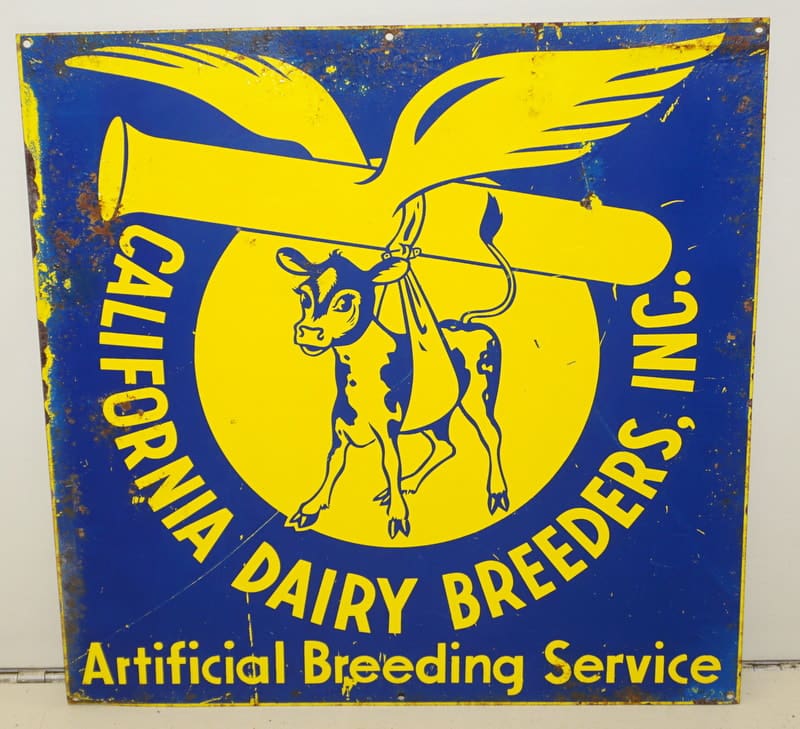 CALIFORNIA DAIRY BREEDERS, INC.
Artificial Breeding Service